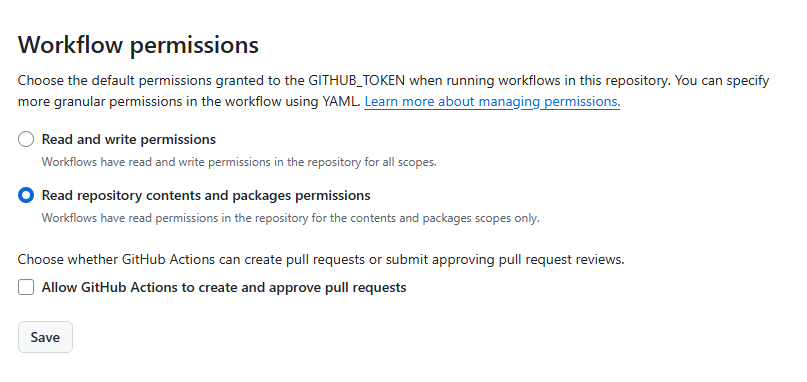 Workflow permissions
Choose the default permissions granted to the GITHUB_TOKEN when running workflows in this repository. You can specify
more granular permissions in the workflow using YAML. Learn more about managing permissions.
Read and write permissions
Workflows have read and write permissions in the repository for all scopes.
Read repository contents and packages permissions
Workflows have read permissions in the repository for the contents and packages scopes only.
Choose whether GitHub Actions can create pull requests or submit approving pull request reviews.
Allow GitHub Actions to create and approve pull requests
Save